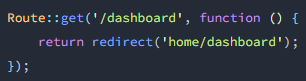 Route::get('/dashboard', function () {
    return redirect('home/dashboard');
});